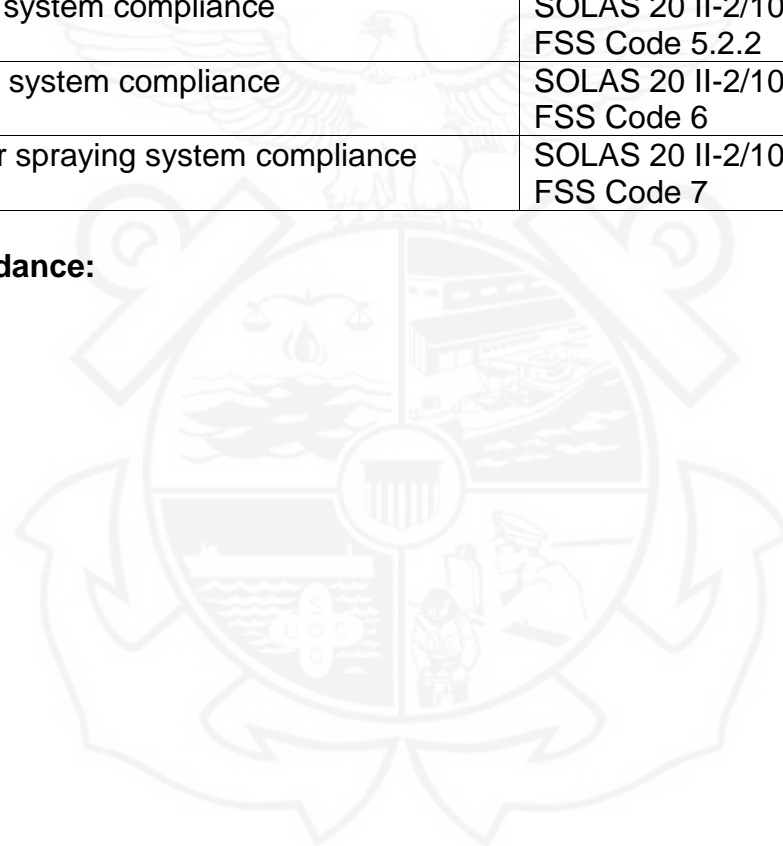 system compliance
SOLAS 20 II-2/10
FSS Code 5.2.2
system compliance
SOLAS 20 II-2/10
FSS Code 6
r spraying system compliance
SOLAS 20 II-2/10
FSS Code 7
dance:
S
U O C
G